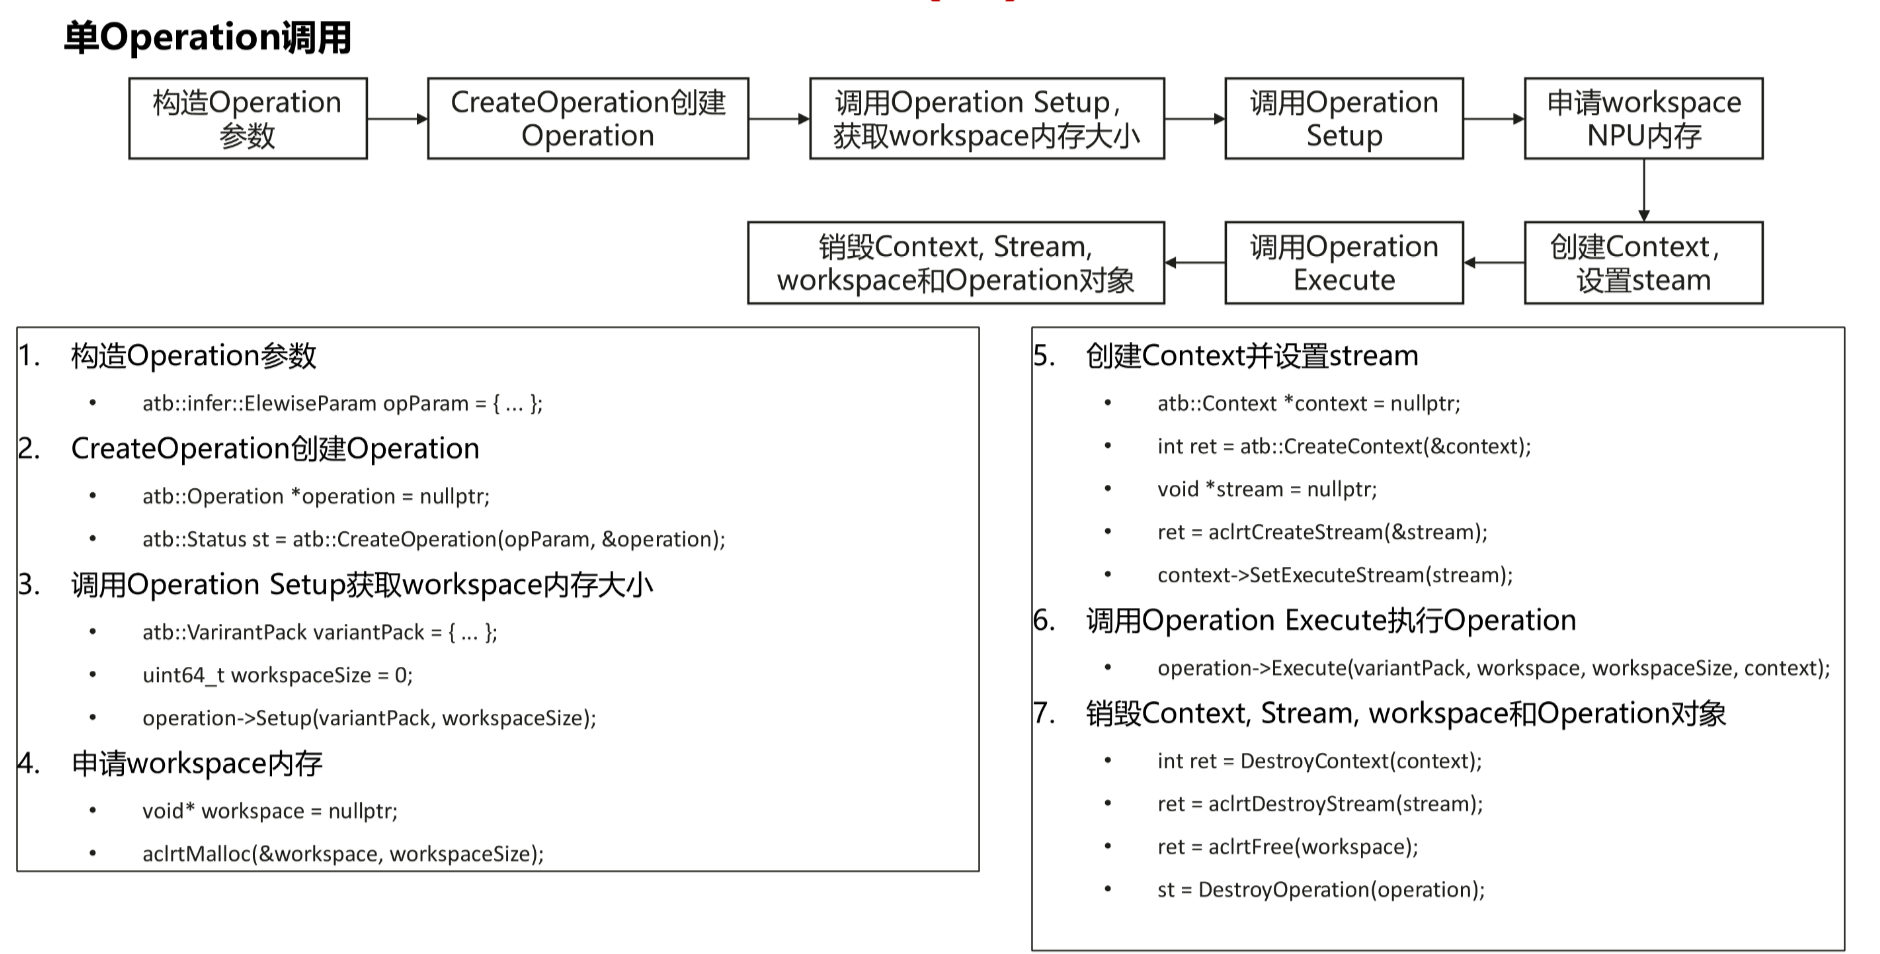 单Operation调用
构造Operation
参数
CreateOperation创建
Operation
调用Operation Setup，
获取workspace内存大小
调用Operation
Setup
申请workspace
NPU内存
销毁Context, Stream,
workspace和Operation对象
调用Operation
Execute
创建Context，
设置steam
1. 构造Operation参数
• atb::infer::ElewiseParam opParam = { ... };
2. CreateOperation创建Operation
• atb::Operation *operation = nullptr;
• atb::Status st = atb::CreateOperation(opParam, &operation);
3. 调用Operation Setup获取workspace内存大小
• atb::VarirantPack variantPack = { ... };
• uint64_t workspaceSize = 0;
• operation->Setup(variantPack, workspaceSize);
4. 申请workspace内存
• void* workspace = nullptr;
• aclrtMalloc(&workspace, workspaceSize);
5. 创建Context并设置stream
• atb::Context *context = nullptr;
• int ret = atb::CreateContext(&context);
• void *stream = nullptr;
• ret = aclrtCreateStream(&stream);
• context->SetExecuteStream(stream);
6. 调用Operation Execute执行Operation
• operation->Execute(variantPack, workspace, workspaceSize, context);
7. 销毁Context, Stream, workspace和Operation对象
• int ret = DestroyContext(context);
• ret = aclrtDestroyStream(stream);
• ret = aclrtFree(workspace);
• st = DestroyOperation(operation);